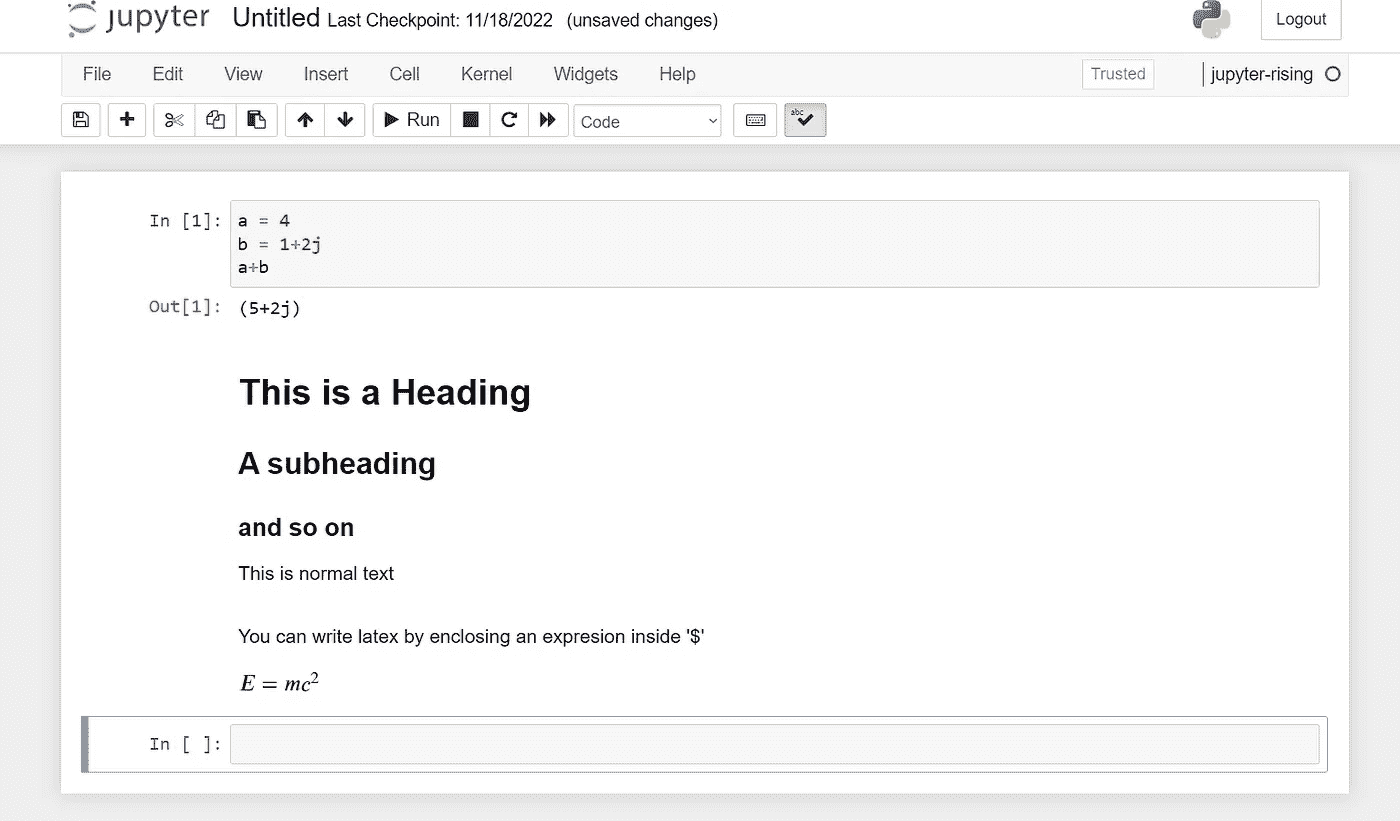 jupyter Untitled Last Checkpoint: 11/18/2022 (unsaved changes) Logout
File Edit View Insert Cell Kernel Widgets Help Trusted jupyter-rising
Run Code abc
In [1]: a = 4
b = 1+2j
a+b
Out[1]: (5+2j)
This is a Heading
A subheading
and so on
This is normal text
You can write latex by enclosing an expresion inside '$'
E = mc²
In [ ]: